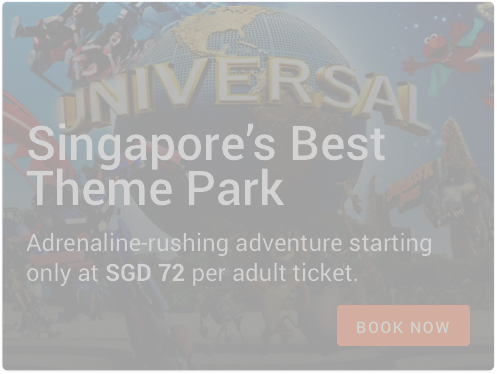 UNIVERSAL
Singapore's Best
Theme Park
Adrenaline-rushing adventure starting
only at SGD 72 per adult ticket.
BOOK NOW